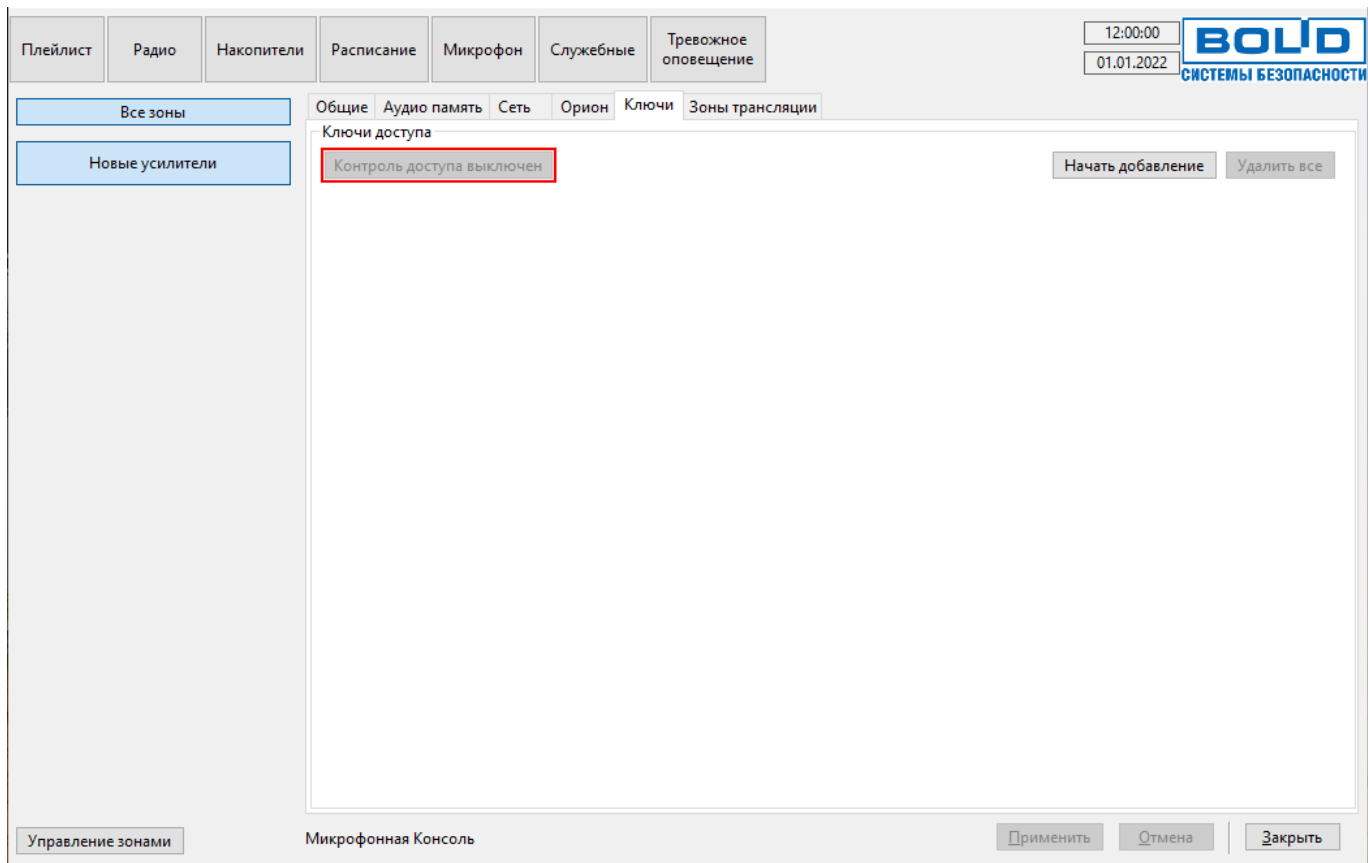 Плейлист
Радио
Накопители
Расписание
Микрофон
Служебные
Тревожное
оповещение
12:00:00
01.01.2022
BOLID
СИСТЕМЫ БЕЗОПАСНОСТИ
Все зоны
Новые усилители
Общие Аудио память Сеть Орион Ключи Зоны трансляции
Ключи доступа
Контроль доступа выключен
Начать добавление
Удалить все
Управление зонами
Микрофонная Консоль
Применить
Отмена
Закрыть